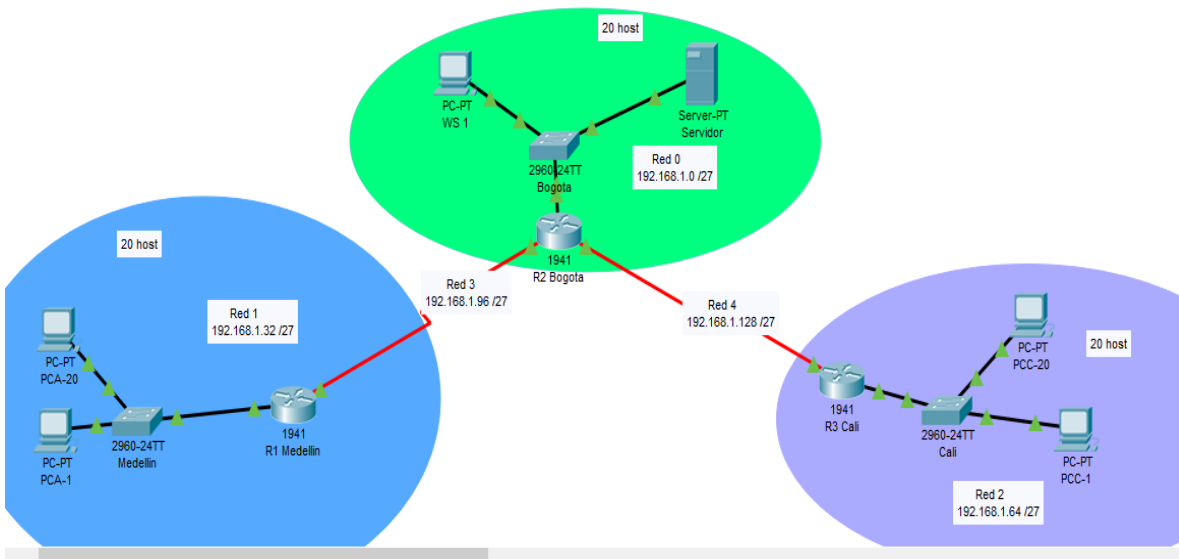 20 host
PC-PT
WS 1
Server-PT
Servidor
2960-24TT
Bogota
Red 0
192.168.1.0 /27
1941
R2 Bogota
20 host
Red 3
192.168.1.96 /27
Red 1
192.168.1.32 /27
PC-PT
PCA-20
PC-PT
PCA-1
2960-24TT
Medellin
1941
R1 Medellin
Red 4
192.168.1.128 /27
20 host
PC-PT
PCC-20
1941
R3 Cali
2960-24TT
Cali
PC-PT
PCC-1
Red 2
192.168.1.64 /27